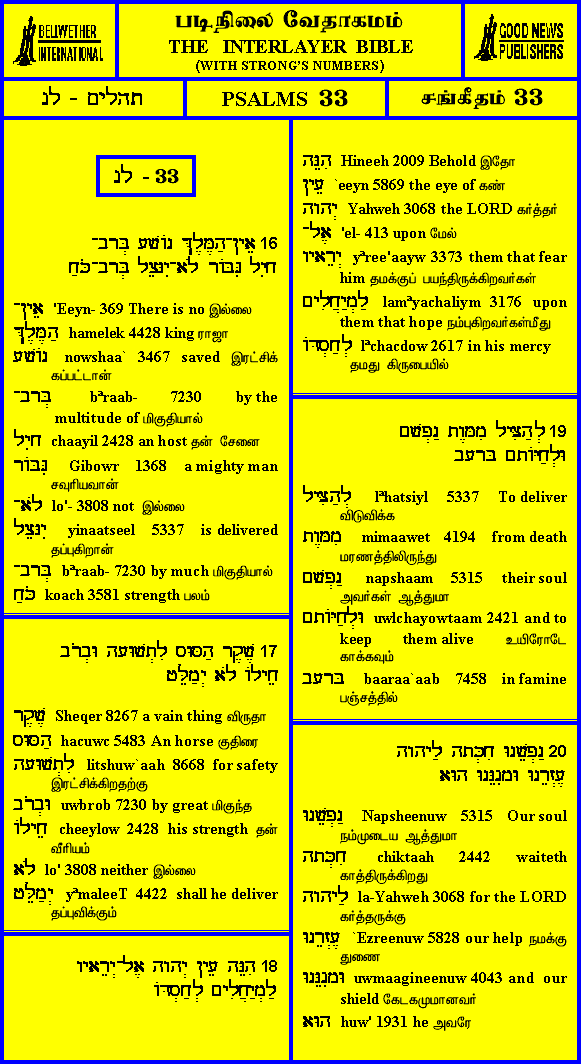 BELLWETHER
INTERNATIONAL
படிநிலை வேதாகமம்
THE INTERLAYER BIBLE
(WITH STRONG'S NUMBERS)
GOOD NEWS
PUBLISHERS
תהלים - לג
PSALMS 33
சங்கீதம் 33
לג - 33
16 אֵין־הַמֶּלֶךְ נוֹשָׁע בְּרָב־
חָיִל גִּבּוֹר לֹא־יִנָּצֵל בְּרָב־כֹּחַ
אֵין־ 'Eeyn- 369 There is no இல்லை
הַמֶּלֶךְ hamelek 4428 king ராஜா
נוֹשָׁע nowshaa` 3467 saved இரட்சிக்
கப்பட்டான்
בְּרָב־ bªraab- 7230 by the
multitude of மிகுதியால்
חָיִל chaayil 2428 an host தன் சேனை
גִּבּוֹר Gibowr 1368 a mighty man
சவுரியவான்
לֹא־ lo'- 3808 not இல்லை
יִנָּצֵל yinaatseel 5337 is delivered
தப்புகிறான்
בְּרָב־ bªraab- 7230 by much மிகுதியால்
כֹּחַ koach 3581 strength பலம்
17 שֶׁקֶר הַסּוּס לִתְשׁוּעָה וּבְרֹב
חֵילוֹ לֹא יְמַלֵּט
שֶׁקֶר Sheqer 8267 a vain thing விருதா
הַסּוּס hacuwc 5483 An horse குதிரை
לִתְשׁוּעָה litshuw`aah 8668 for safety
இரட்சிக்கிறதற்கு
וּבְרֹב uwbrob 7230 by great மிகுந்த
חֵילוֹ cheeylow 2428 his strength தன்
வீரியம்
לֹא lo' 3808 neither இல்லை
יְמַלֵּט yªmaleeT 4422 shall he deliver
தப்புவிக்கும்
18 הִנֵּה עֵין יְהוָה אֶל־יְרֵאָיו
לַמְיַחֲלִים לְחַסְדּוֹ
הִנֵּה Hineeh 2009 Behold இதோ
עֵין `eeyn 5869 the eye of கண்
יְהוָה Yahweh 3068 the LORD கர்த்தர்
אֶל־ 'el- 413 upon மேல்
יְרֵאָיו yªree'aayw 3373 them that fear
him தமக்குப் பயந்திருக்கிறவர்கள்
לַמְיַחֲלִים lamªyachaliym 3176 upon
them that hope நம்புகிறவர்கள்மீது
לְחַסְדּוֹ lªchacdow 2617 in his mercy
தமது கிருபையில்
19 לְהַצִּיל מִמָּוֶת נַפְשָׁם
וּלְחַיּוֹתָם בָּרָעָב
לְהַצִּיל lªhatsiyl 5337 To deliver
விடுவிக்க
מִמָּוֶת mimaawet 4194 from death
மரணத்திலிருந்து
נַפְשָׁם napshaam 5315 their soul
அவர்கள் ஆத்துமா
וּלְחַיּוֹתָם uwlchayowtaam 2421 and to
keep them alive உயிரோடே
காக்கவும்
בָּרָעָב baaraa`aab 7458 in famine
பஞ்சத்தில்
20 נַפְשֵׁנוּ חִכְּתָה לַיהוָה
עֶזְרֵנוּ וּמָגִנֵּנוּ הוּא
נַפְשֵׁנוּ Napsheenuw 5315 Our soul
நம்முடைய ஆத்துமா
חִכְּתָה chiktaah 2442 waiteth
காத்திருக்கிறது
לַיהוָה la-Yahweh 3068 for the LORD
கர்த்தருக்கு
עֶזְרֵנוּ `Ezreenuw 5828 our help நமக்கு
துணை
וּמָגִנֵּנוּ uwmaagineenuw 4043 and our
shield கேடகமுமானவர்
הוּא huw' 1931 he அவரே